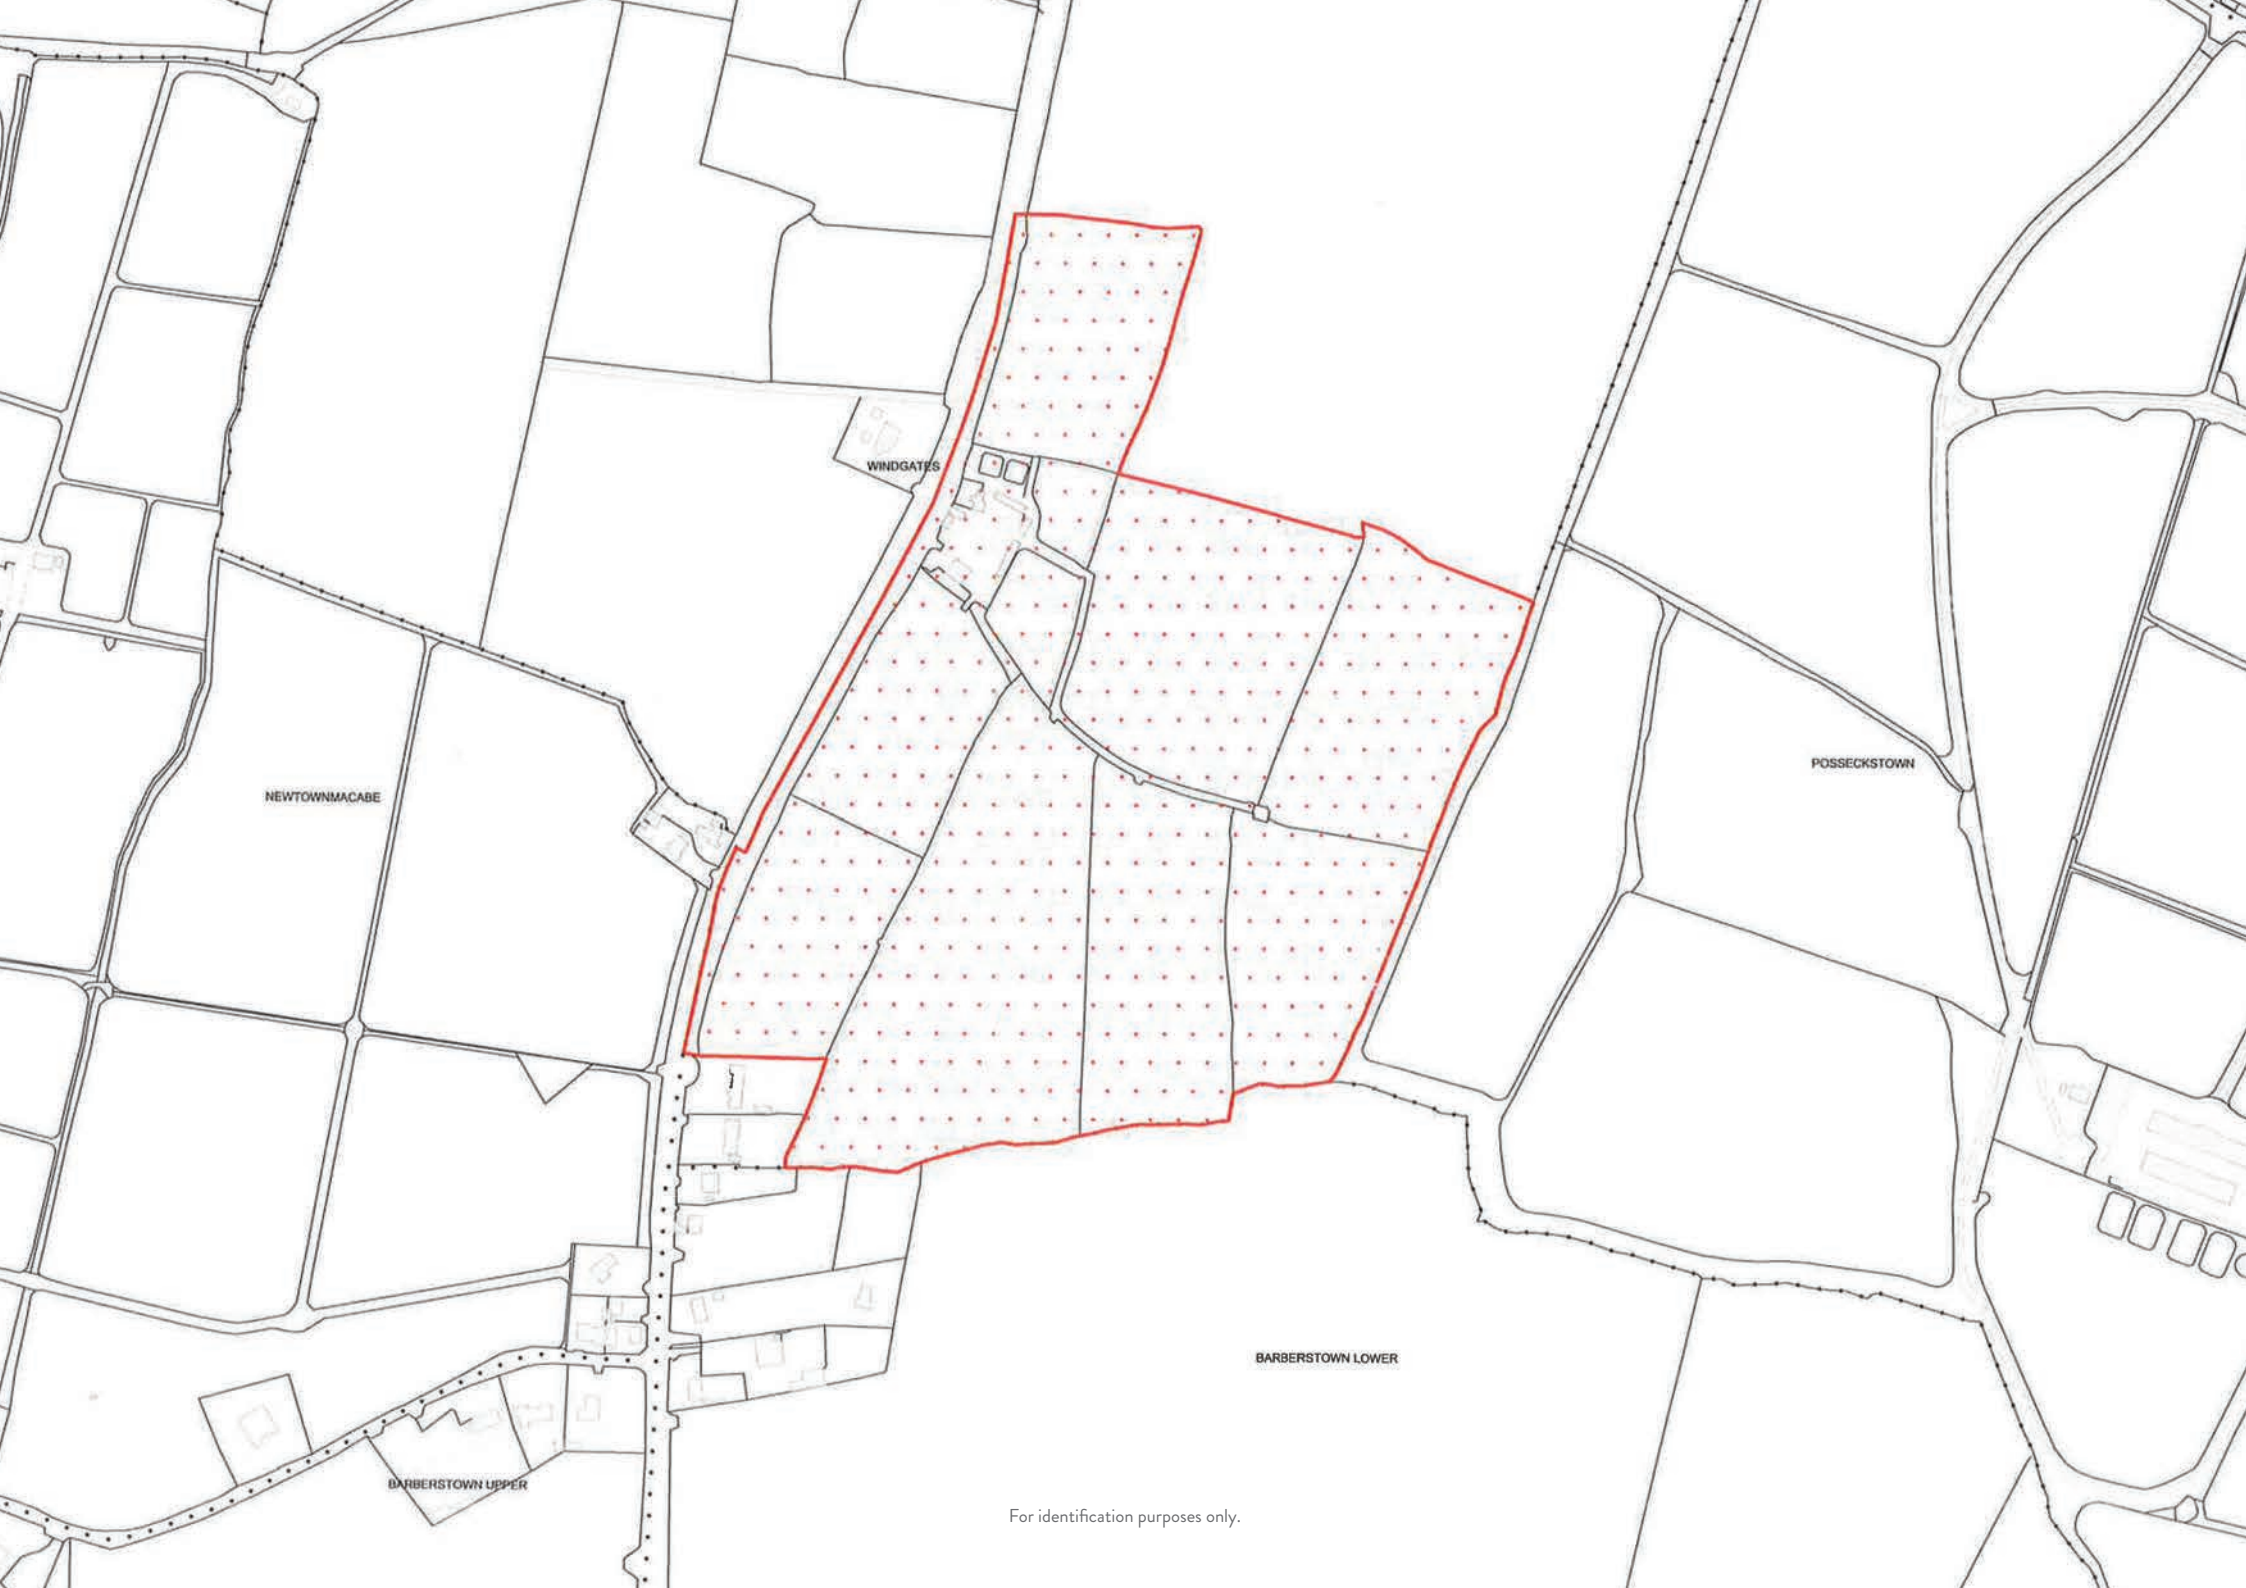 WINDGATES
POSSECKSTOWN
NEWTOWNMACABE
BARBERSTOWN LOWER
BARBERSTOWN UPPER
For identification purposes only.